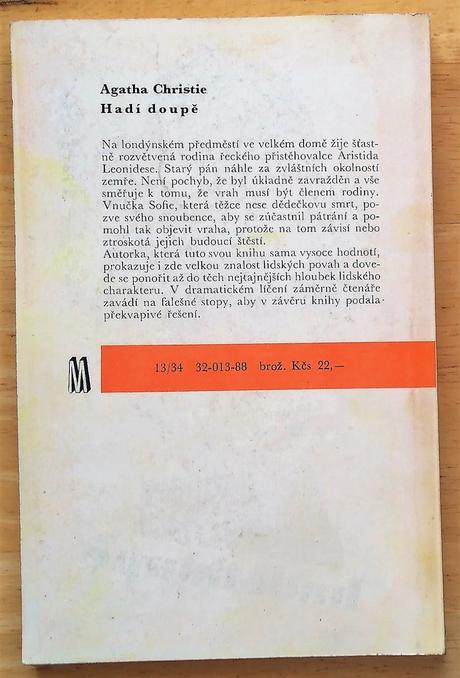 Agatha Christie
Hadí doupě
Na londýnském předměstí ve velkém domě žije šťast-
ně rozvětvená rodina řeckého přistěhovalce Aristida
Leonidese. Starý pán náhle za zvláštních okolností
zemře. Není pochyb, že byl úkladně zavražděn a vše
směřuje k tomu, že vrah musí být členem rodiny.
Vnučka Sofie, která těžce nese dědečkovu smrt, po-
zve svého snoubence, aby se zúčastnil pátrání a po-
mohl tak objevit vraha, protože na tom závisí nebo
ztroskotá jejich budoucí štěstí.
Autorka, která tuto svou knihu sama vysoce hodnotí,
prokazuje i zde velkou znalost lidských povah a dove-
de se ponořit až do těch nejtajnějších hloubek lidského
charakteru. V dramatickém líčení záměrně čtenáře
zavádí na falešné stopy, aby v závěru knihy podala
překvapivé řešení.
M 13/34 32-013-88 brož. Kčs 22,—